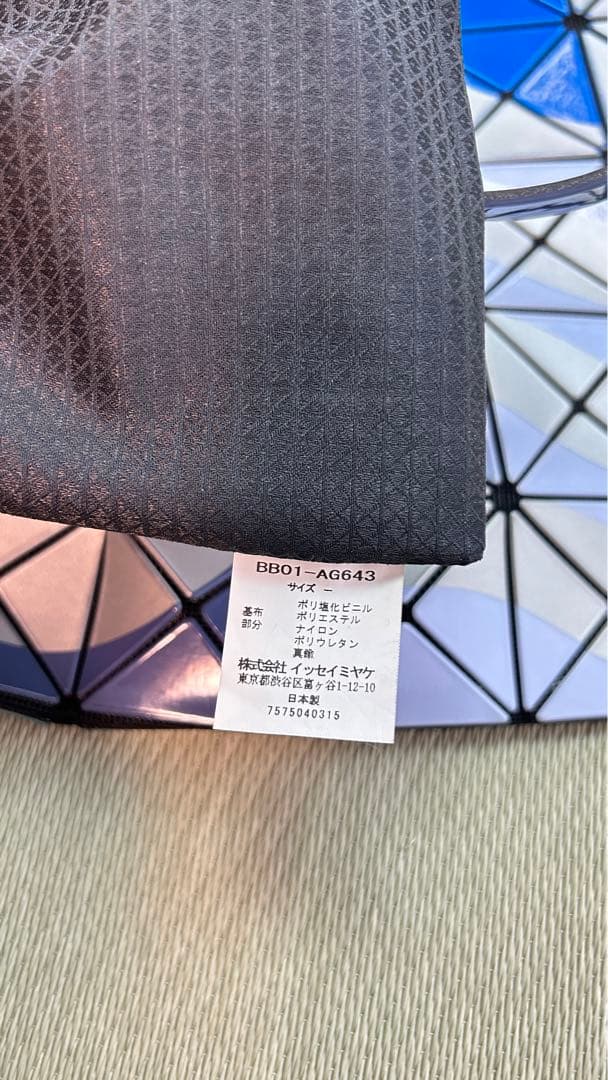 BB01-AG643
サイズ －
基布 ポリ塩化ビニル
部分 ポリエステル
ナイロン
ポリウレタン
真鍮
株式会社 イッセイミヤケ
東京都渋谷区富ヶ谷1-12-10
日本製
7575040315